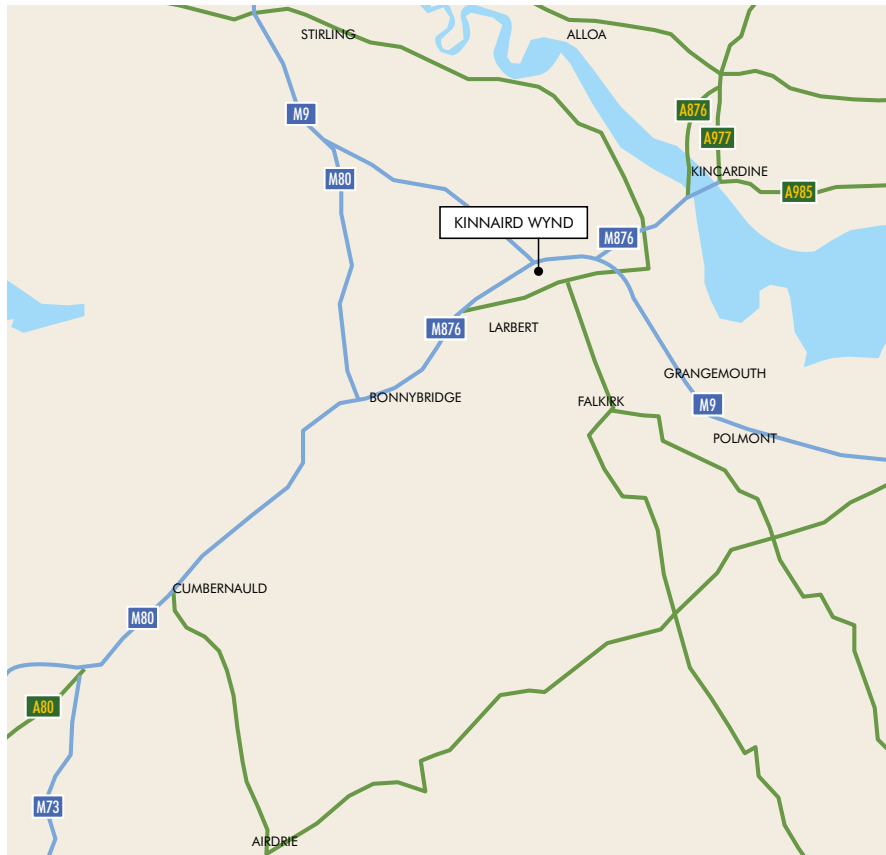 STIRLING
ALLOA
M9
A876
A977
M80
KINCARDINE
A985
KINNAIRD WYND
M876
M876
LARBERT
GRANGEMOUTH
BONNYBRIDGE
FALKIRK
M9
POLMONT
CUMBERNAULD
M80
A80
M73
AIRDRIE